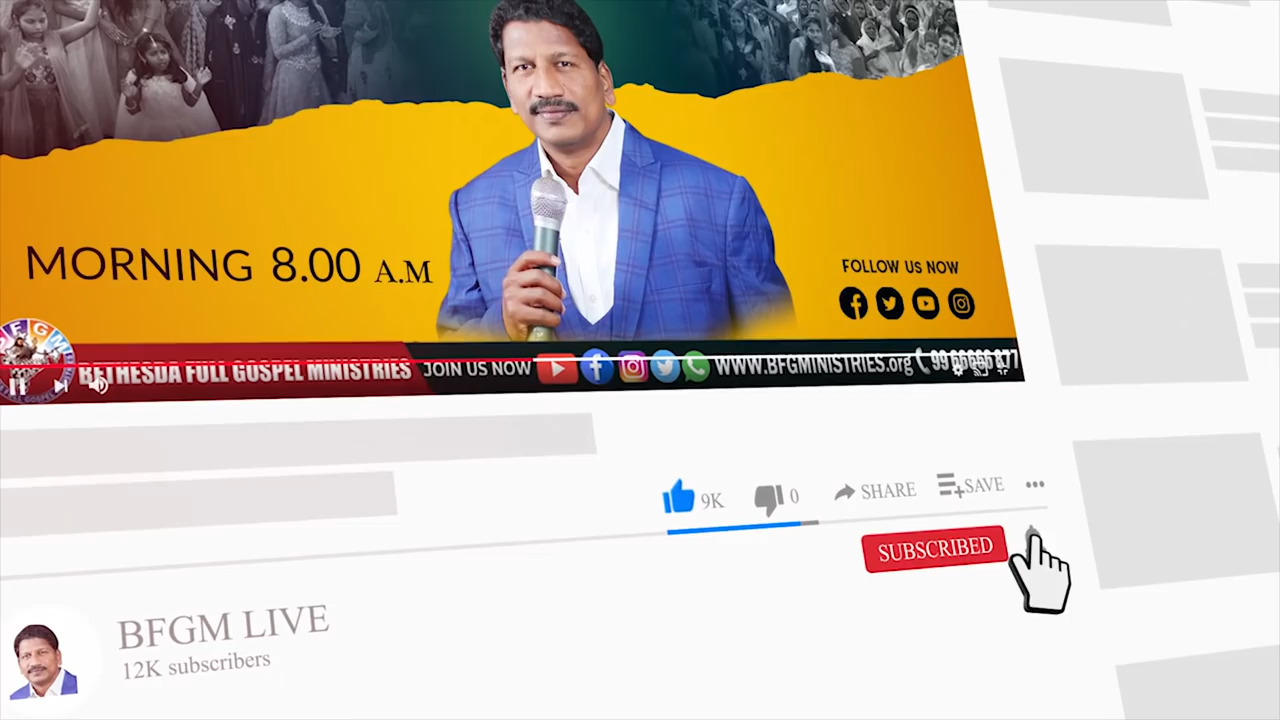 MORNING 8.00 A.M
FOLLOW US NOW
BFGM
BETHESDA FULL GOSPEL MINISTRIES
JOIN US NOW
WWW.BFGMINISTRIES.org
9K
0
SHARE
SAVE
SUBSCRIBED
BFGM LIVE
12K subscribers